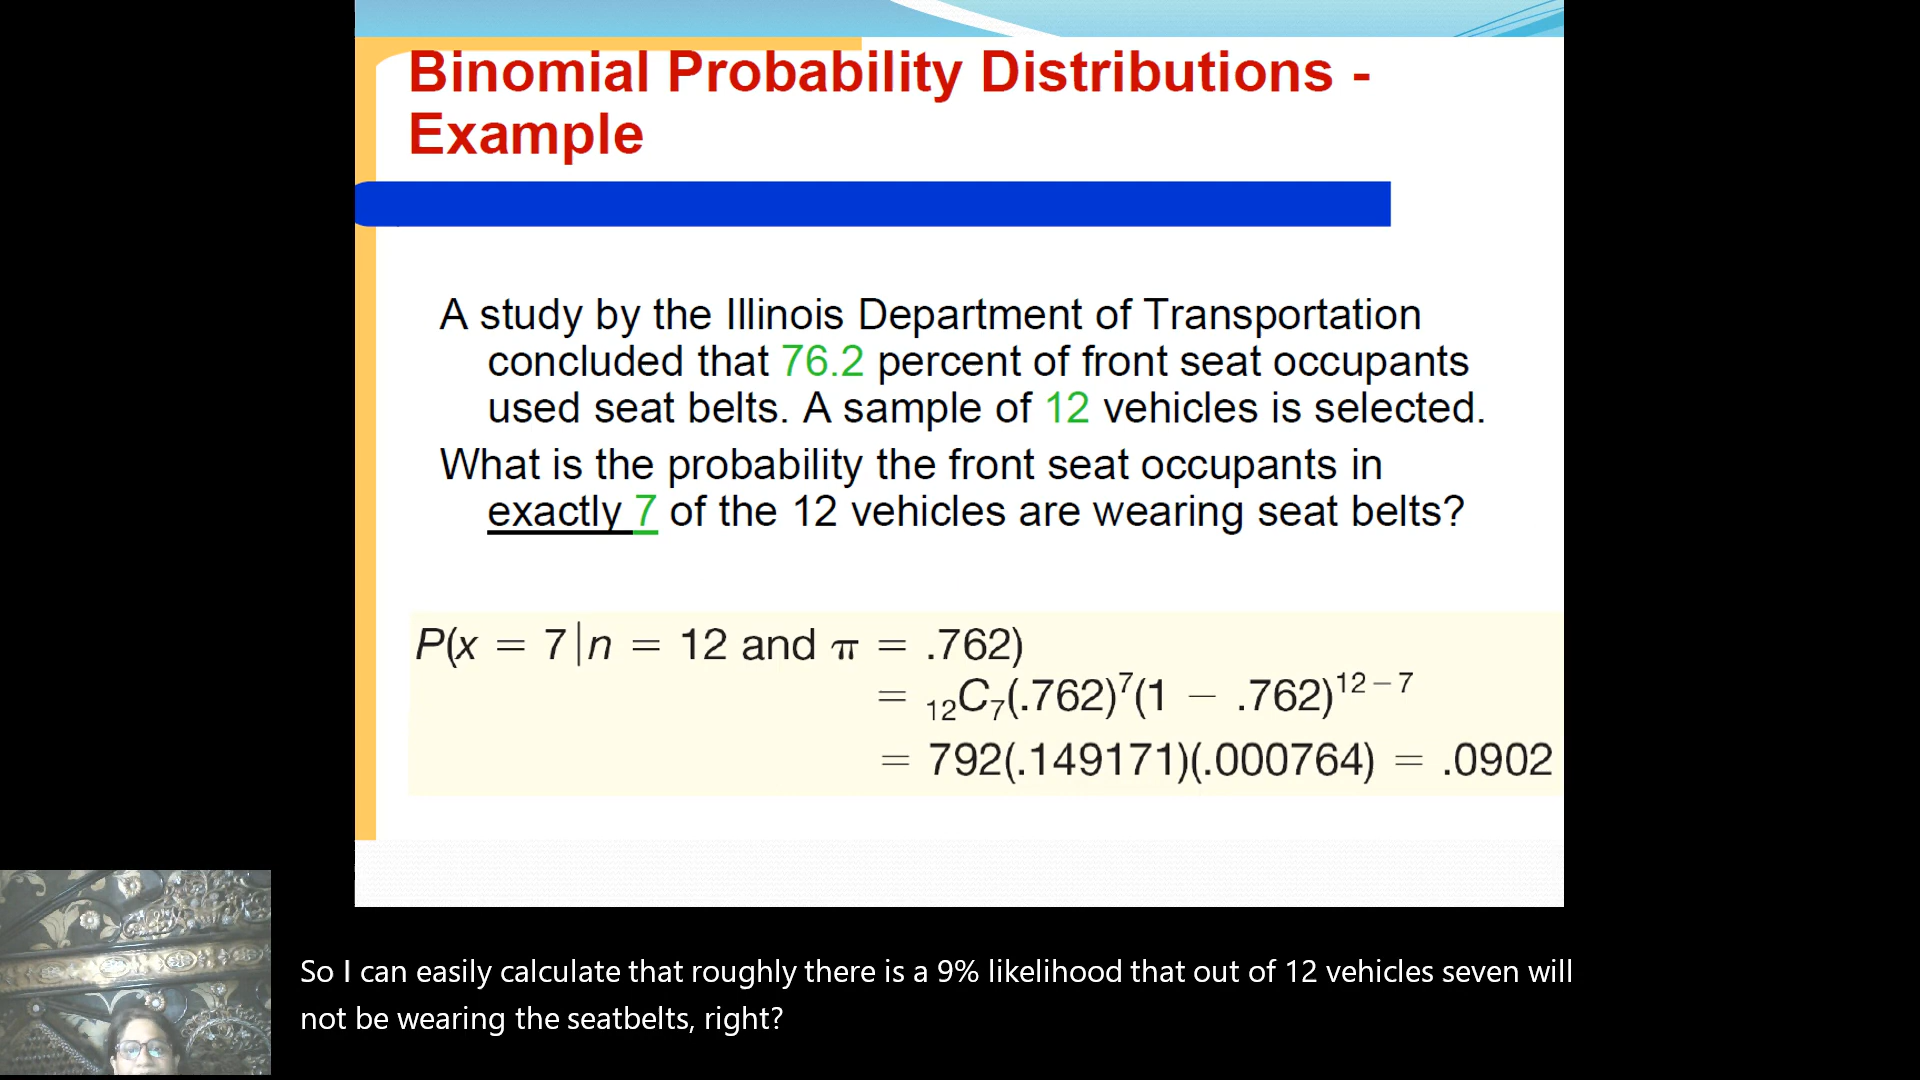 Binomial Probability Distributions -
Example
A study by the Illinois Department of Transportation
concluded that 76.2 percent of front seat occupants
used seat belts. A sample of 12 vehicles is selected.
What is the probability the front seat occupants in
exactly 7 of the 12 vehicles are wearing seat belts?
P(x = 7|n = 12 and π = .762)
= ₁₂C₇(.762)⁷(1 − .762)¹²⁻⁷
= 792(.149171)(.000764) = .0902
So I can easily calculate that roughly there is a 9% likelihood that out of 12 vehicles seven will
not be wearing the seatbelts, right?